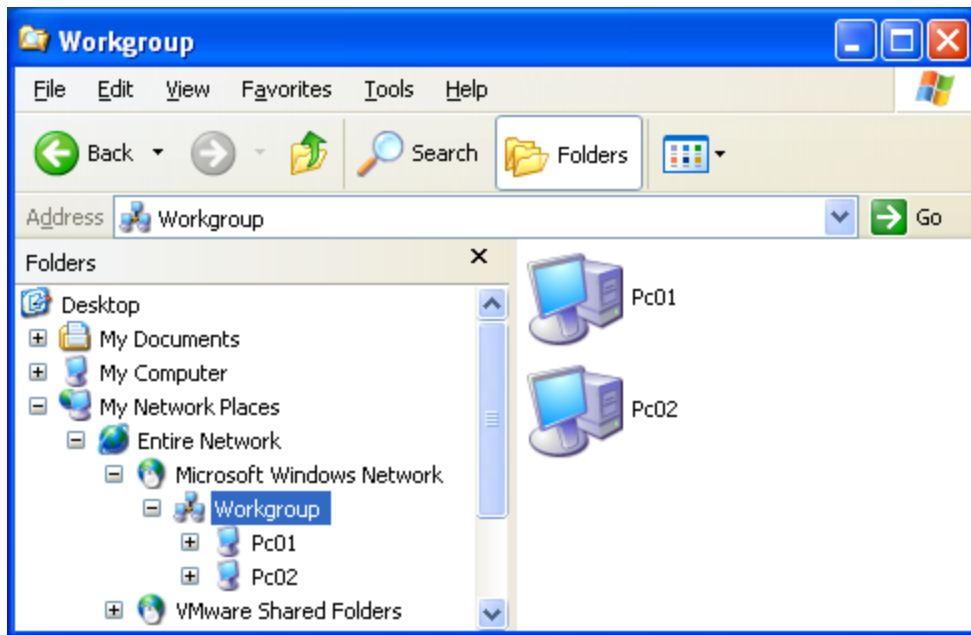 Workgroup
File Edit View Favorites Tools Help
Back Search Folders
Address Workgroup Go
Folders
Desktop
My Documents
My Computer
My Network Places
Entire Network
Microsoft Windows Network
Workgroup
Pc01
Pc02
VMware Shared Folders
Pc01
Pc02